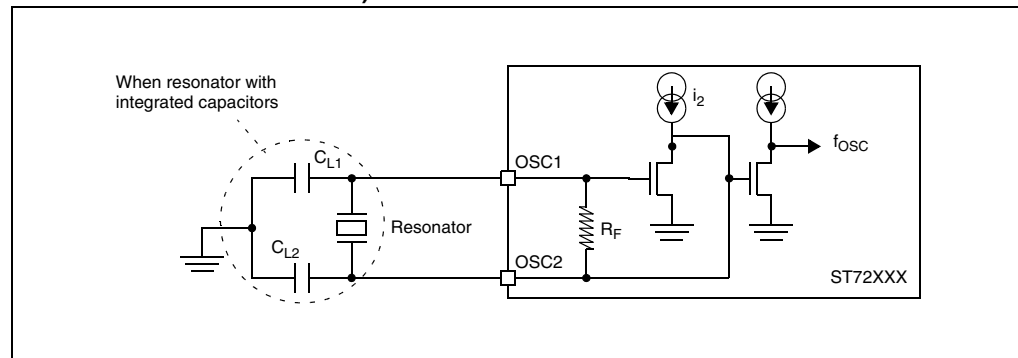 When resonator with
integrated capacitors
CL1
OSC1
i2
fOSC
Resonator
RF
CL2
OSC2
ST72XXX